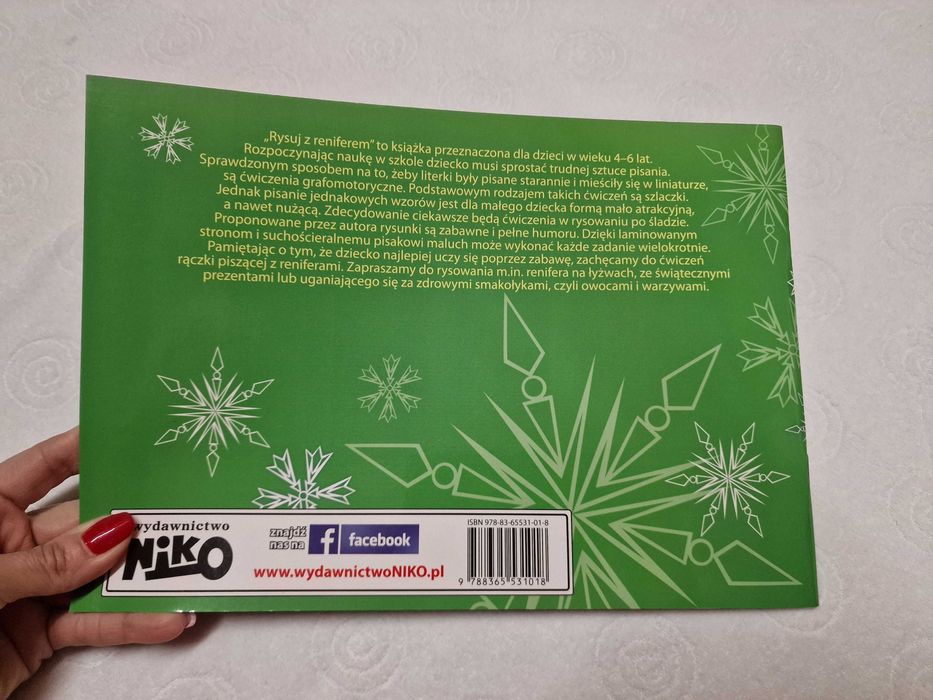 „Rysuj z reniferem” to książka przeznaczona dla dzieci w wieku 4–6 lat.
Rozpoczynając naukę w szkole dziecko musi sprostać trudnej sztuce pisania.
Sprawdzonym sposobem na to, żeby literki były pisane starannie i mieściły się w liniaturze,
są ćwiczenia grafomotoryczne. Podstawowym rodzajem takich ćwiczeń są szlaczki.
Jednak pisanie jednakowych wzorów jest dla małego dziecka formą mało atrakcyjną,
a nawet nużącą. Zdecydowanie ciekawsze będą ćwiczenia w rysowaniu po śladzie.
Proponowane przez autora rysunki są zabawne i pełne humoru. Dzięki laminowanym
stronom i suchościeralnemu pisakowi maluch może wykonać każde zadanie wielokrotnie.
Pamiętając o tym, że dziecko najlepiej uczy się poprzez zabawę, zachęcamy do ćwiczeń
rączki piszącej z reniferami. Zapraszamy do rysowania m.in. renifera na łyżwach, ze świątecznymi
prezentami lub uganiającego się za zdrowymi smakołykami, czyli owocami i warzywami.
wydawnictwo
NIKO
znajdź
nas na
f facebook
www.wydawnictwoNIKO.pl
ISBN 978-83-65531-01-8
9 788365 531018